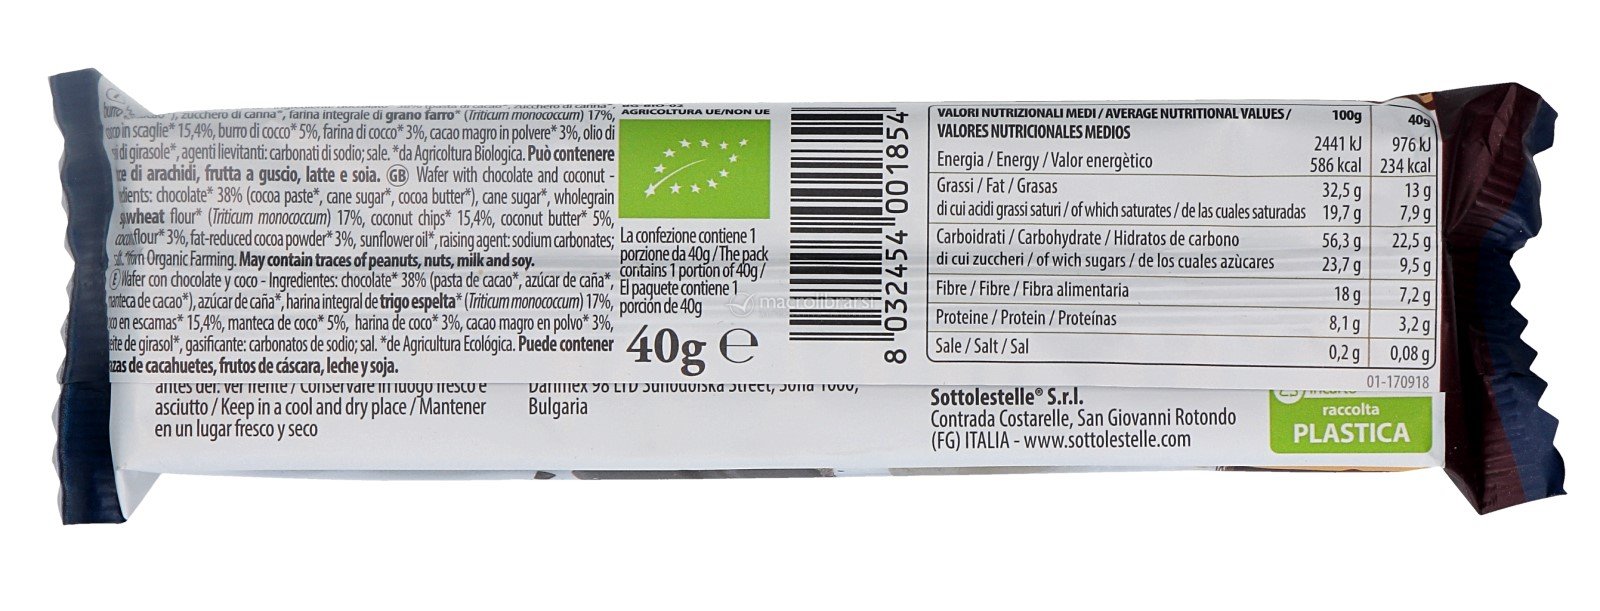 zucchero di canna*, farina integrale di grano farro* (Triticum monococcum) 17%,
in scaglie* 15,4%, burro di cocco* 5%, farina di cocco* 3%, cacao magro in polvere* 3%, olio di
di girasole*, agenti lievitanti: carbonati di sodio; sale. *da Agricoltura Biologica. Può contenere
di arachidi, frutta a guscio, latte e soia. GB Wafer with chocolate and coconut -
chocolate* 38% (cocoa paste*, cane sugar*, cocoa butter*), cane sugar*, wholegrain
flour* (Triticum monococcum) 17%, coconut chips* 15,4%, coconut butter* 5%,
flour* 3%, fat-reduced cocoa powder* 3%, sunflower oil*, raising agent: sodium carbonates;
Organic Farming. May contain traces of peanuts, nuts, milk and soy.
E Wafer con chocolate y coco - Ingredientes: chocolate* 38% (pasta de cacao*, azúcar de caña*,
de cacao*), azúcar de caña*, harina integral de trigo espelta* (Triticum monococcum) 17%,
en escamas* 15,4%, manteca de coco* 5%, harina de coco* 3%, cacao magro en polvo* 3%,
de girasol*, gasificante: carbonatos de sodio; sal. *de Agricultura Ecológica. Puede contener
de cacahuetes, frutos de cáscara, leche y soja.
asciutto / Keep in a cool and dry place / Mantener
en un lugar fresco y seco
AGRICOLTURA UE/NON UE
La confezione contiene 1
porzione da 40g / The pack
contains 1 portion of 40g /
El paquete contiene 1
porción de 40g
macrolibrarsi
40g e
Bulgaria
8 032454 001854
VALORI NUTRIZIONALI MEDI / AVERAGE NUTRITIONAL VALUES / 100g 40g
VALORES NUTRICIONALES MEDIOS
2441 kJ 976 kJ
Energia / Energy / Valor energètico 586 kcal 234 kcal
Grassi / Fat / Grasas 32,5 g 13 g
di cui acidi grassi saturi / of which saturates / de las cuales saturadas 19,7 g 7,9 g
Carboidrati / Carbohydrate / Hidratos de carbono 56,3 g 22,5 g
di cui zuccheri / of wich sugars / de los cuales azùcares 23,7 g 9,5 g
Fibre / Fibre / Fibra alimentaria 18 g 7,2 g
Proteine / Protein / Proteínas 8,1 g 3,2 g
Sale / Salt / Sal 0,2 g 0,08 g
01-170918
Sottolestelle® S.r.l.
Contrada Costarelle, San Giovanni Rotondo
(FG) ITALIA - www.sottolestelle.com
raccolta
PLASTICA